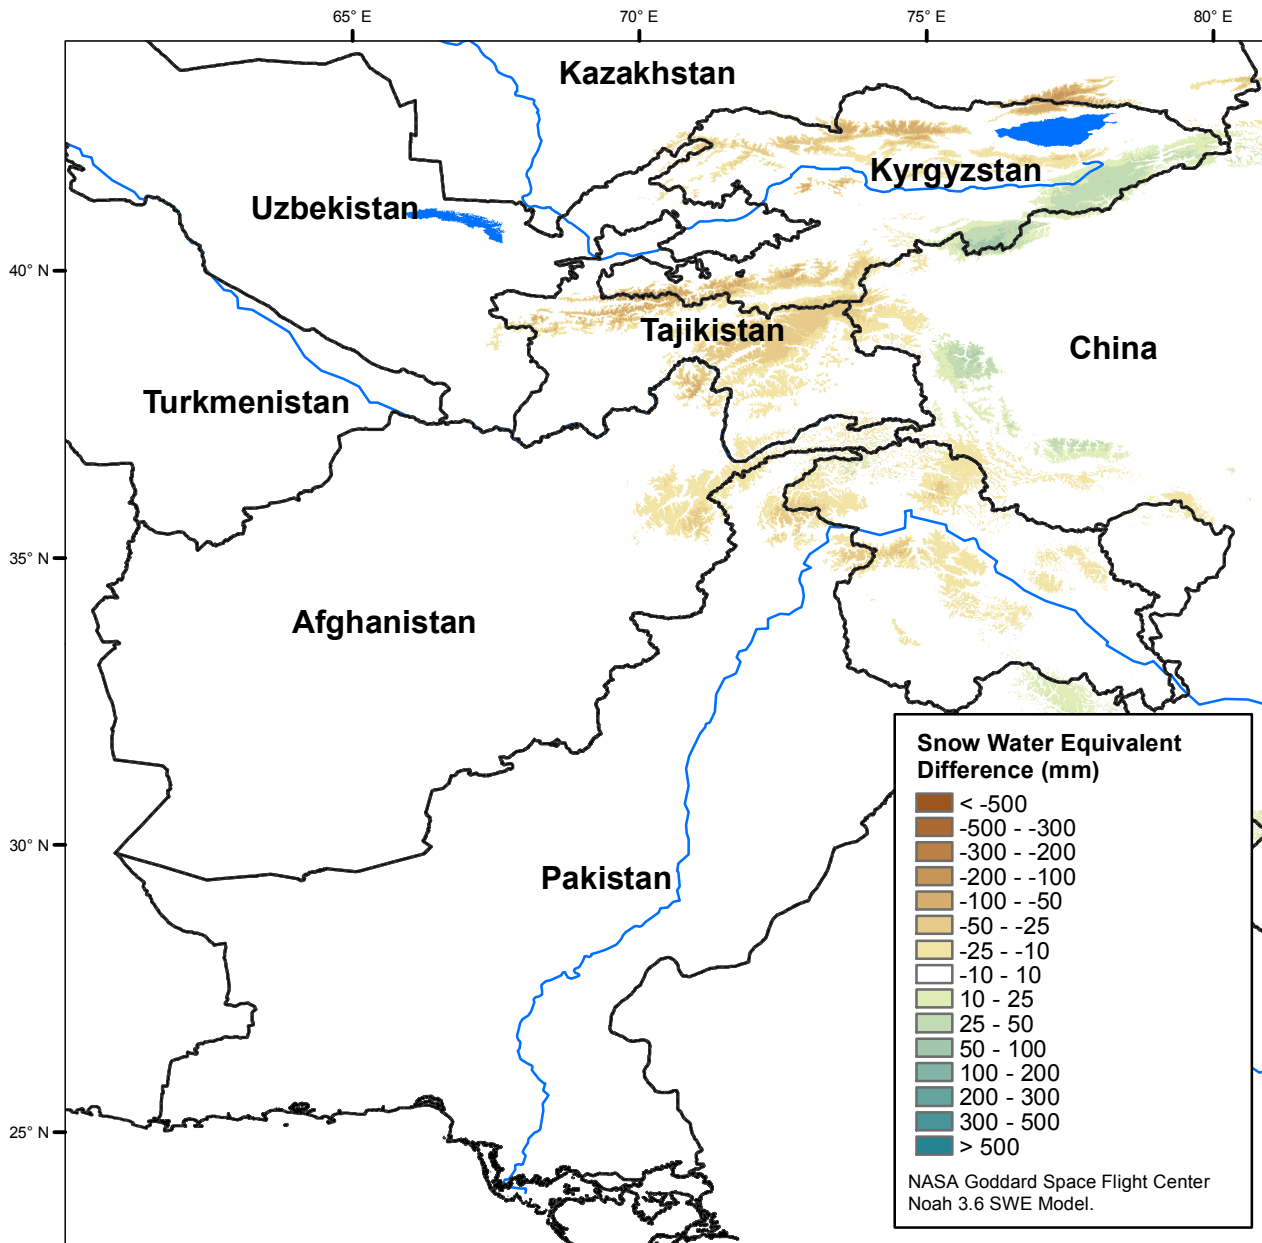 65° E
70° E
75° E
80° E
Kazakhstan
Kyrgyzstan
Uzbekistan
40° N
Tajikistan
China
Turkmenistan
35° N
Afghanistan
Snow Water Equivalent
Difference (mm)
< -500
-500 - -300
-300 - -200
-200 - -100
-100 - -50
-50 - -25
-25 - -10
-10 - 10
10 - 25
25 - 50
50 - 100
100 - 200
200 - 300
300 - 500
> 500
NASA Goddard Space Flight Center
Noah 3.6 SWE Model.
30° N
Pakistan
25° N